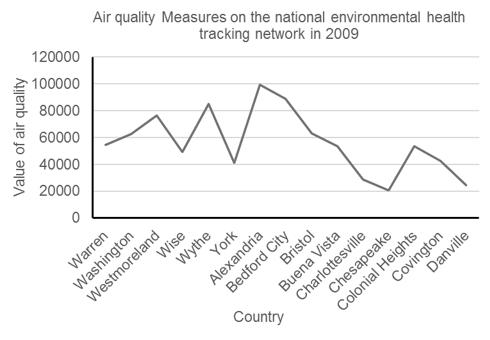 Air quality Measures on the national environmental health
tracking network in 2009
120000
100000
80000
60000
40000
20000
0
Value of air quality
Warren
Washington
Westmoreland
Wise
Wythe
York
Alexandria
Bedford City
Bristol
Buena Vista
Charlottesville
Chesapeake
Colonial Heights
Covington
Danville
Country